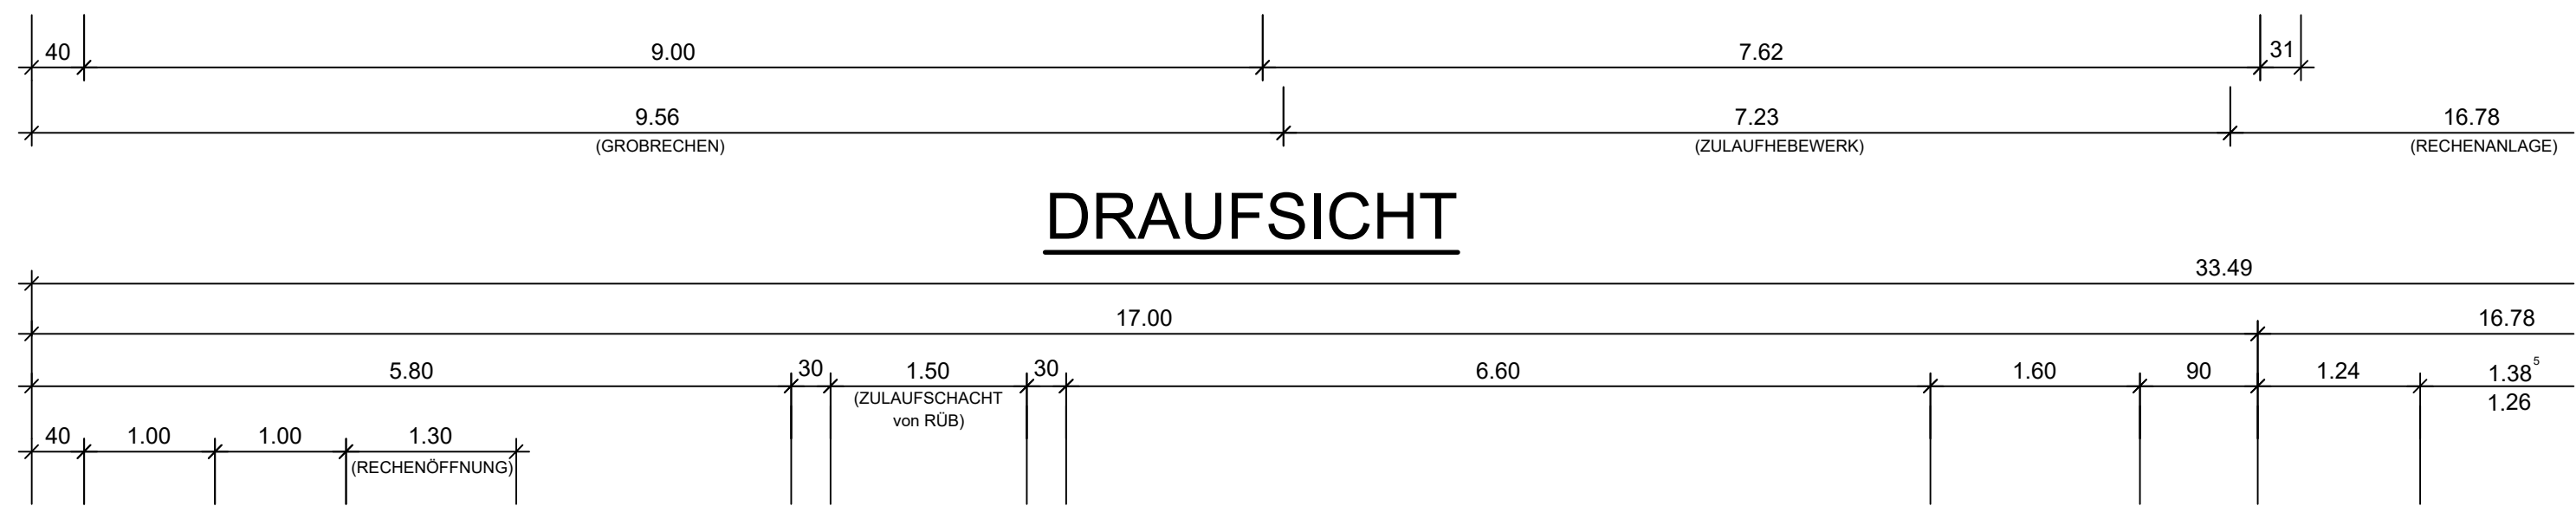 40 9.00 7.62 31
9.56 7.23 16.78
(GROBRECHEN) (ZULAUFHEBEWERK) (RECHENANLAGE)
DRAUFSICHT
33.49
17.00 16.78
5.80 30 1.50 30 6.60 1.60 90 1.24 1.38⁵
(ZULAUFSCHACHT 1.26
von RÜB)
40 1.00 1.00 1.30
(RECHENÖFFNUNG)